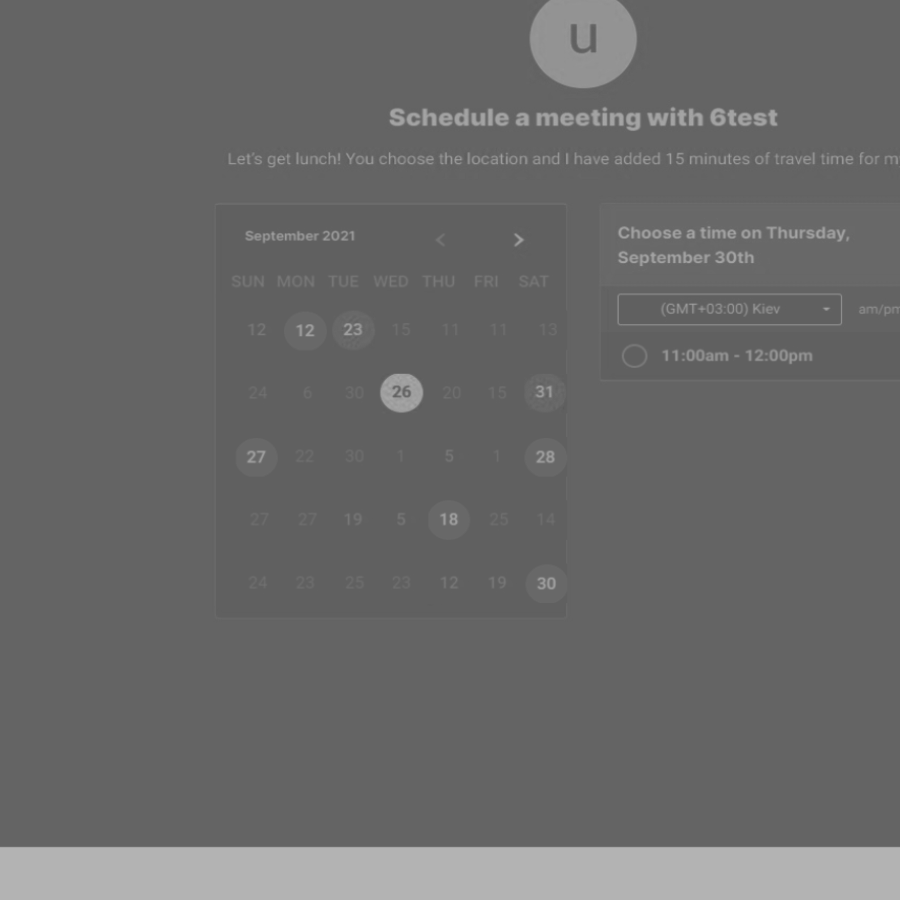 u
Schedule a meeting with 6test
Let's get lunch! You choose the location and I have added 15 minutes of travel time for m
September 2021
SUN MON TUE WED THU FRI SAT
12 12 23 15 11 11 13
24 6 30 26 20 15 31
27 22 30 1 5 1 28
27 27 19 5 18 25 14
24 23 25 23 12 19 30
Choose a time on Thursday,
September 30th
(GMT+03:00) Kiev am/pm
11:00am - 12:00pm